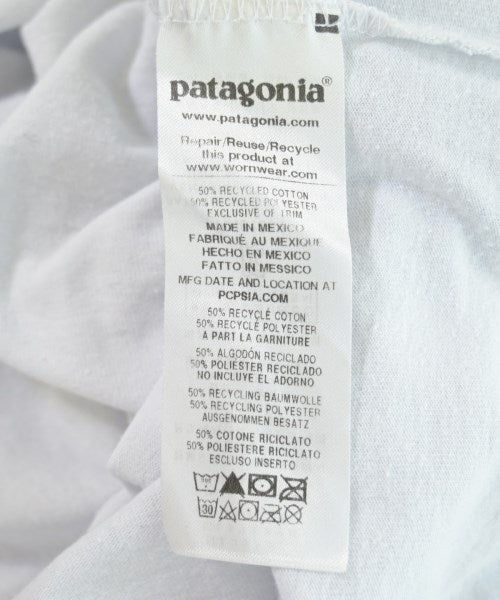 patagonia®
www.patagonia.com
Repair/Reuse/Recycle
this product at
www.wornwear.com
50% RECYCLED COTTON
50% RECYCLED POLYESTER
EXCLUSIVE OF TRIM
MADE IN MEXICO
FABRIQUÉ AU MEXIQUE
HECHO EN MEXICO
FATTO IN MESSICO
MFG DATE AND LOCATION AT
PCPSIA.COM
50% RECYCLÉ COTON
50% RECYCLÉ POLYESTER
À PART LA GARNITURE
50% ALGODÓN RECICLADO
50% POLIÉSTER RECICLADO
NO INCLUYE EL ADORNO
50% RECYCLING BAUMWOLLE
50% RECYCLING POLYESTER
AUSGENOMMEN BESATZ
50% COTONE RICICLATO
50% POLIESTERE RICICLATO
ESCLUSO INSERTO
30